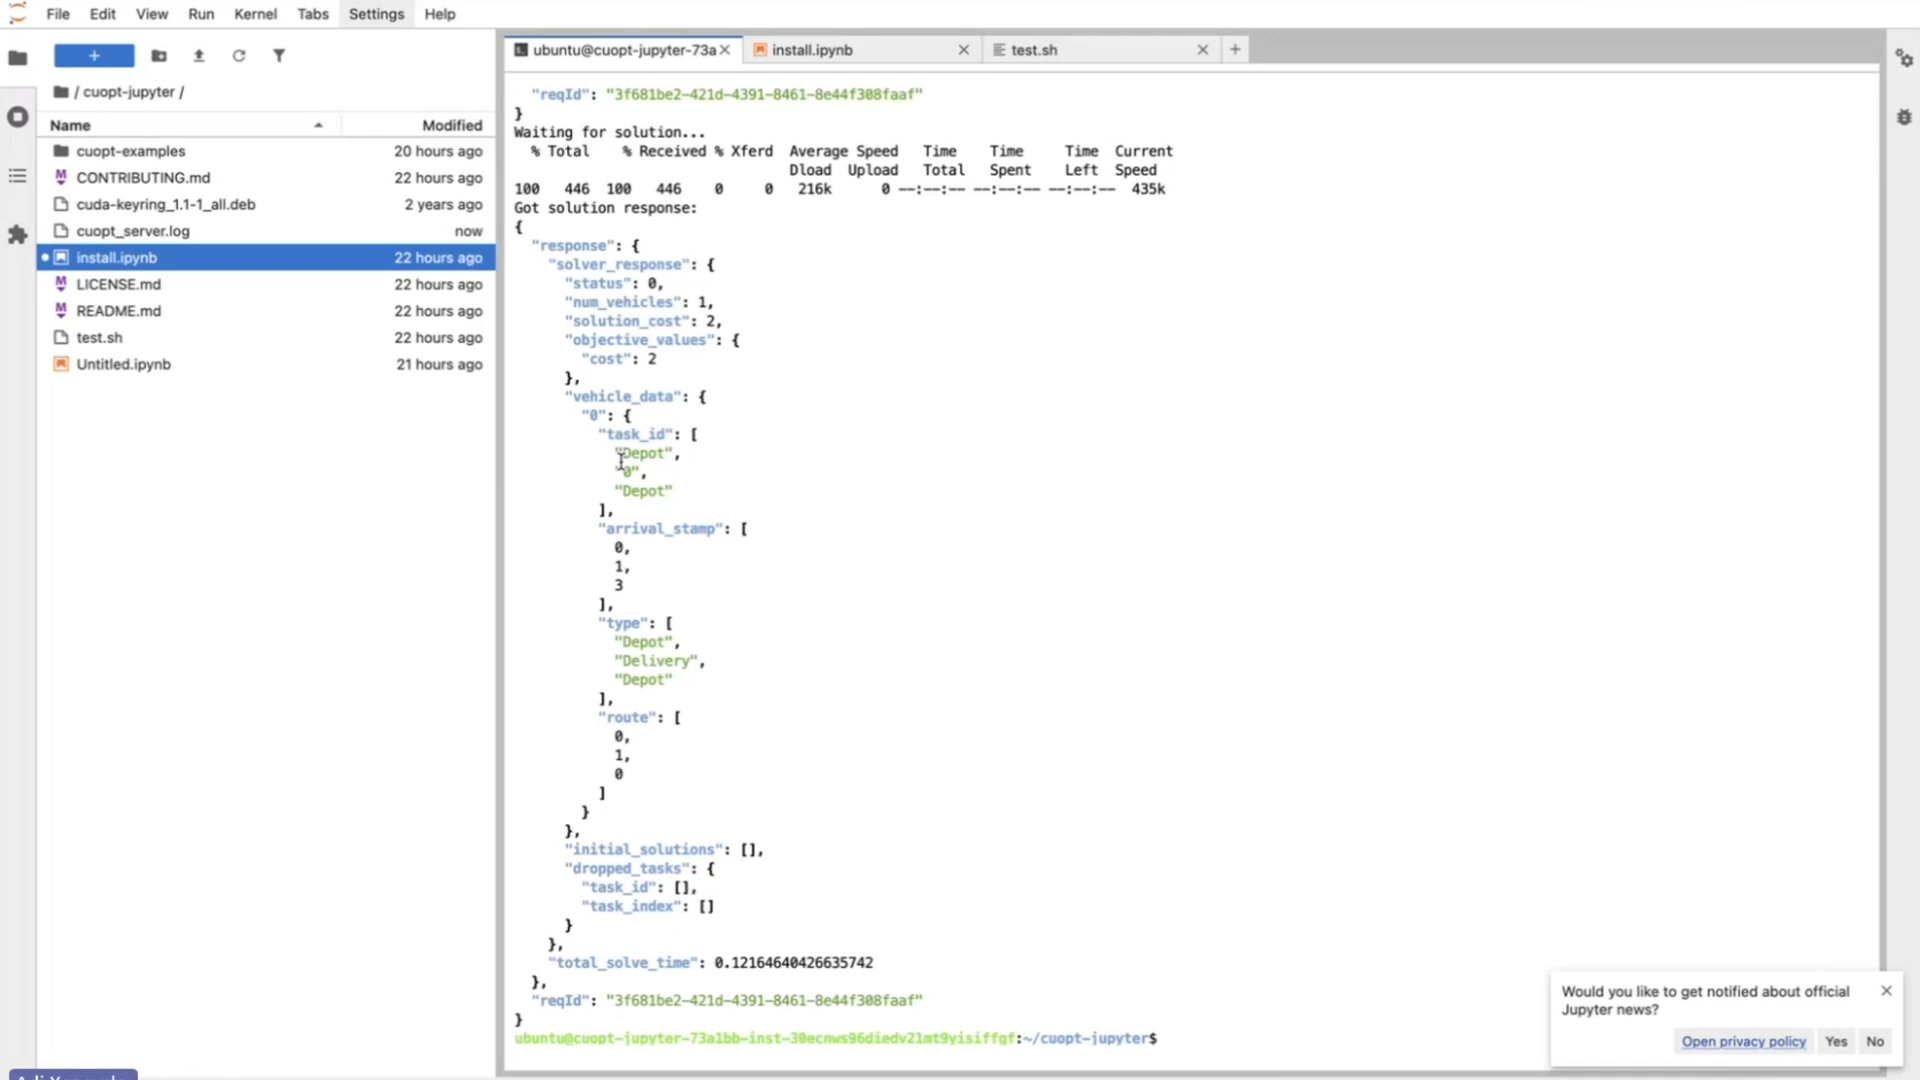 File Edit View Run Kernel Tabs Settings Help
+
/ cuopt-jupyter /
Name Modified
cuopt-examples 20 hours ago
CONTRIBUTING.md 22 hours ago
cuda-keyring_1.1-1_all.deb 2 years ago
cuopt_server.log now
install.ipynb 22 hours ago
LICENSE.md 22 hours ago
README.md 22 hours ago
test.sh 22 hours ago
Untitled.ipynb 21 hours ago
ubuntu@cuopt-jupyter-73a install.ipynb test.sh +
"reqId": "3f681be2-421d-4391-8461-8e44f308faaf"
}
Waiting for solution...
% Total % Received % Xferd Average Speed Time Time Time Current
Dload Upload Total Spent Left Speed
100 446 100 446 0 0 216k 0 --:--:-- --:--:-- --:--:-- 435k
Got solution response:
{
"response": {
"solver_response": {
"status": 0,
"num_vehicles": 1,
"solution_cost": 2,
"objective_values": {
"cost": 2
},
"vehicle_data": {
"0": {
"task_id": [
"Depot",
"0",
"Depot"
],
"arrival_stamp": [
0,
1,
3
],
"type": [
"Depot",
"Delivery",
"Depot"
],
"route": [
0,
1,
0
]
}
},
"initial_solutions": [],
"dropped_tasks": {
"task_id": [],
"task_index": []
}
},
"total_solve_time": 0.12164640426635742
},
"reqId": "3f681be2-421d-4391-8461-8e44f308faaf"
}
ubuntu@cuopt-jupyter-73a1bb-inst-30ecnws96diedv21mt9yisiffqf:~/cuopt-jupyter$
Would you like to get notified about official
Jupyter news?
Open privacy policy Yes No